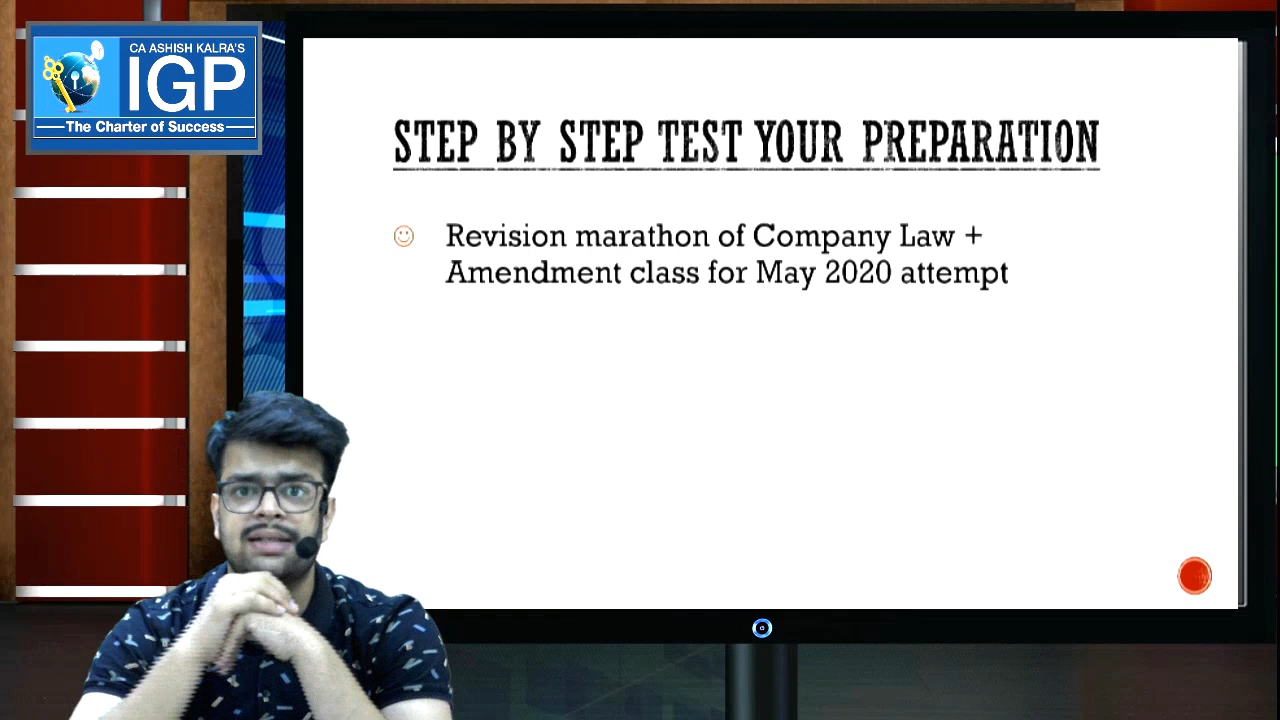 CA ASHISH KALRA'S
IGP
The Charter of Success
STEP BY STEP TEST YOUR PREPARATION
Revision marathon of Company Law +
Amendment class for May 2020 attempt